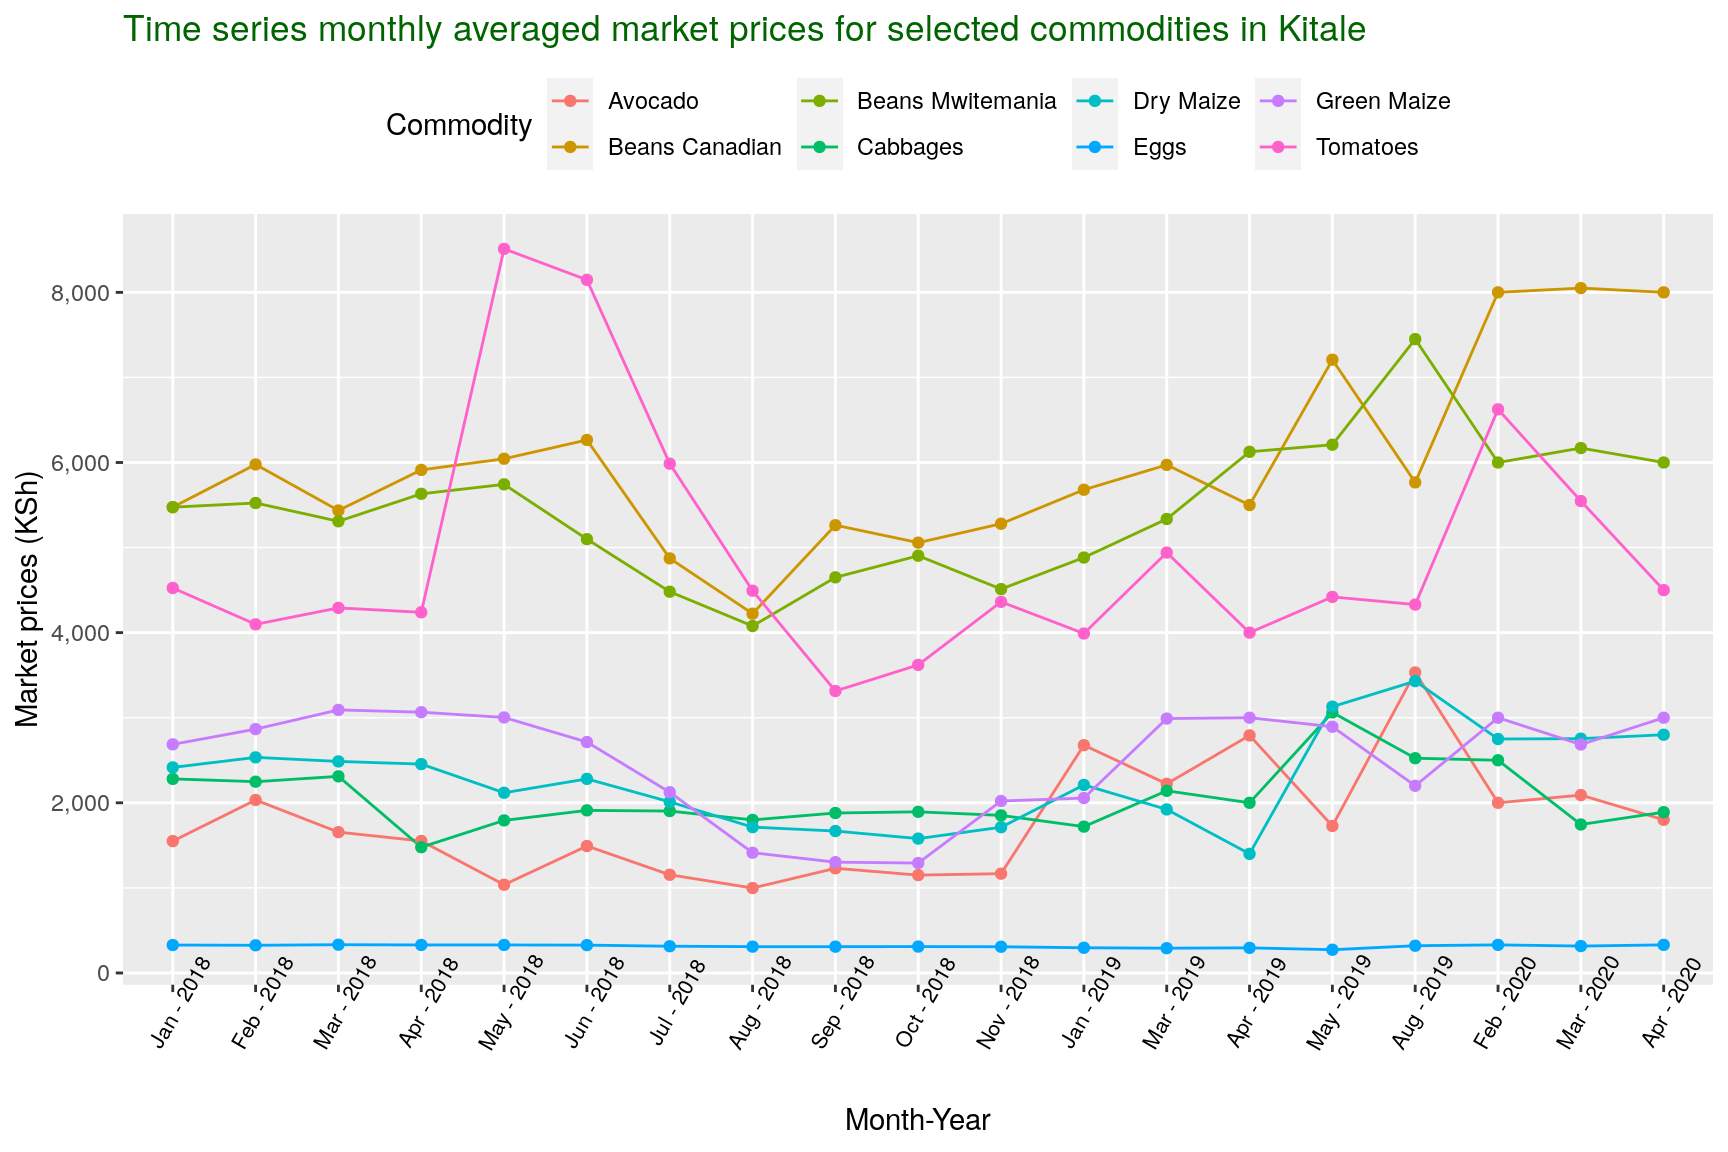 Time series monthly averaged market prices for selected commodities in Kitale
Commodity
Avocado
Beans Mwitemania
Dry Maize
Green Maize
Beans Canadian
Cabbages
Eggs
Tomatoes
Market prices (KSh)
8,000
6,000
4,000
2,000
0
Jan - 2018
Feb - 2018
Mar - 2018
Apr - 2018
May - 2018
Jun - 2018
Jul - 2018
Aug - 2018
Sep - 2018
Oct - 2018
Nov - 2018
Jan - 2019
Mar - 2019
Apr - 2019
May - 2019
Aug - 2019
Feb - 2020
Mar - 2020
Apr - 2020
Month-Year